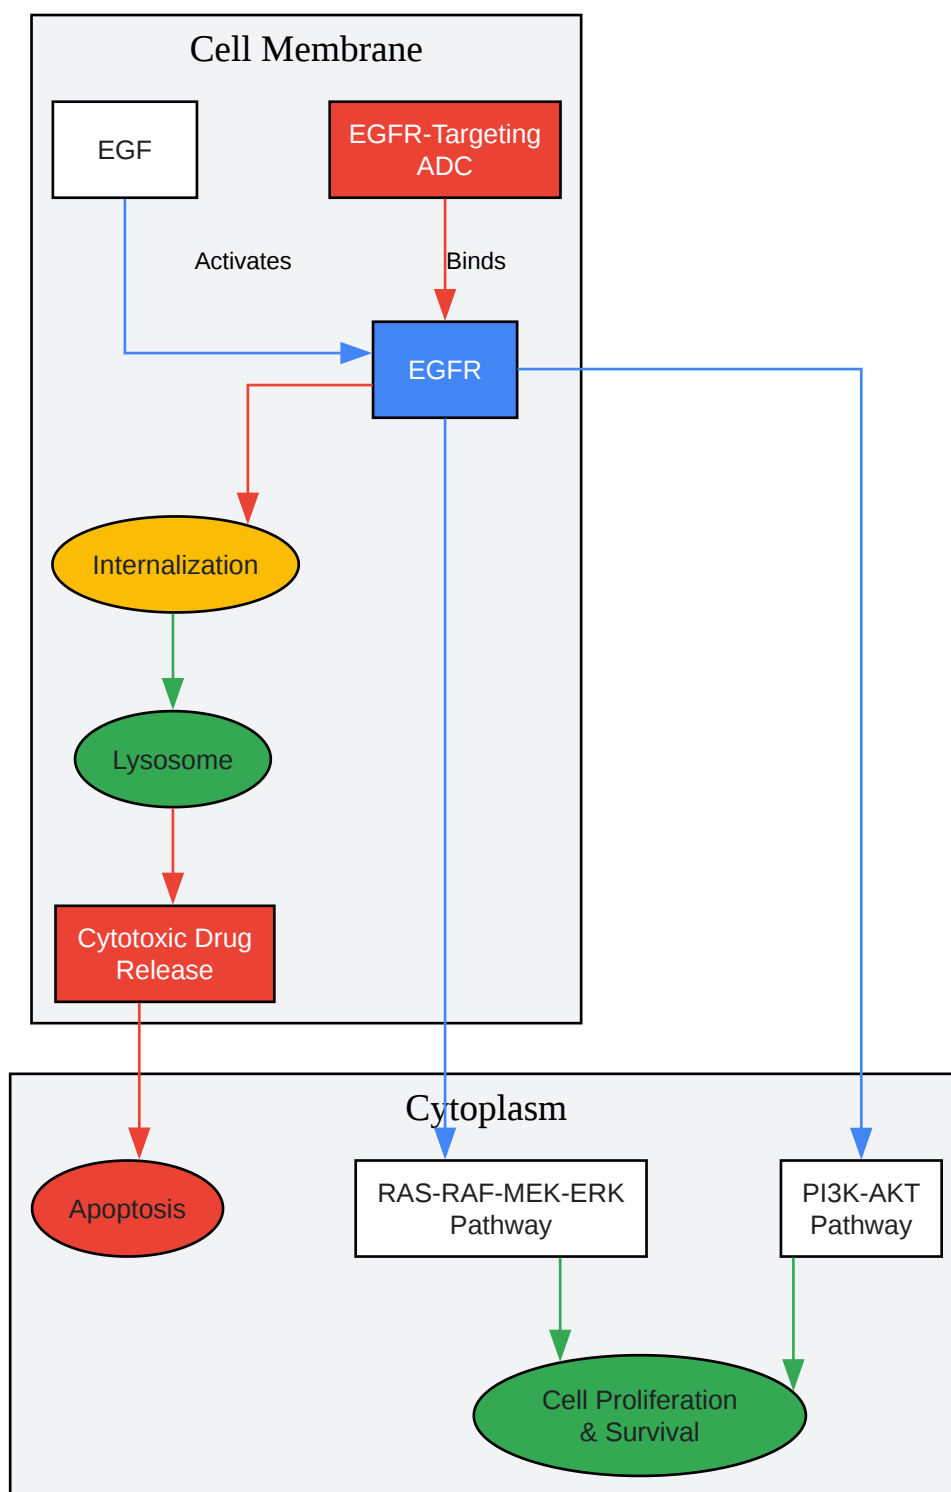 Cell Membrane
EGF
EGFR-Targeting
ADC
Activates
Binds
EGFR
Internalization
Lysosome
Cytotoxic Drug
Release
Cytoplasm
Apoptosis
RAS-RAF-MEK-ERK
Pathway
PI3K-AKT
Pathway
Cell Proliferation
& Survival